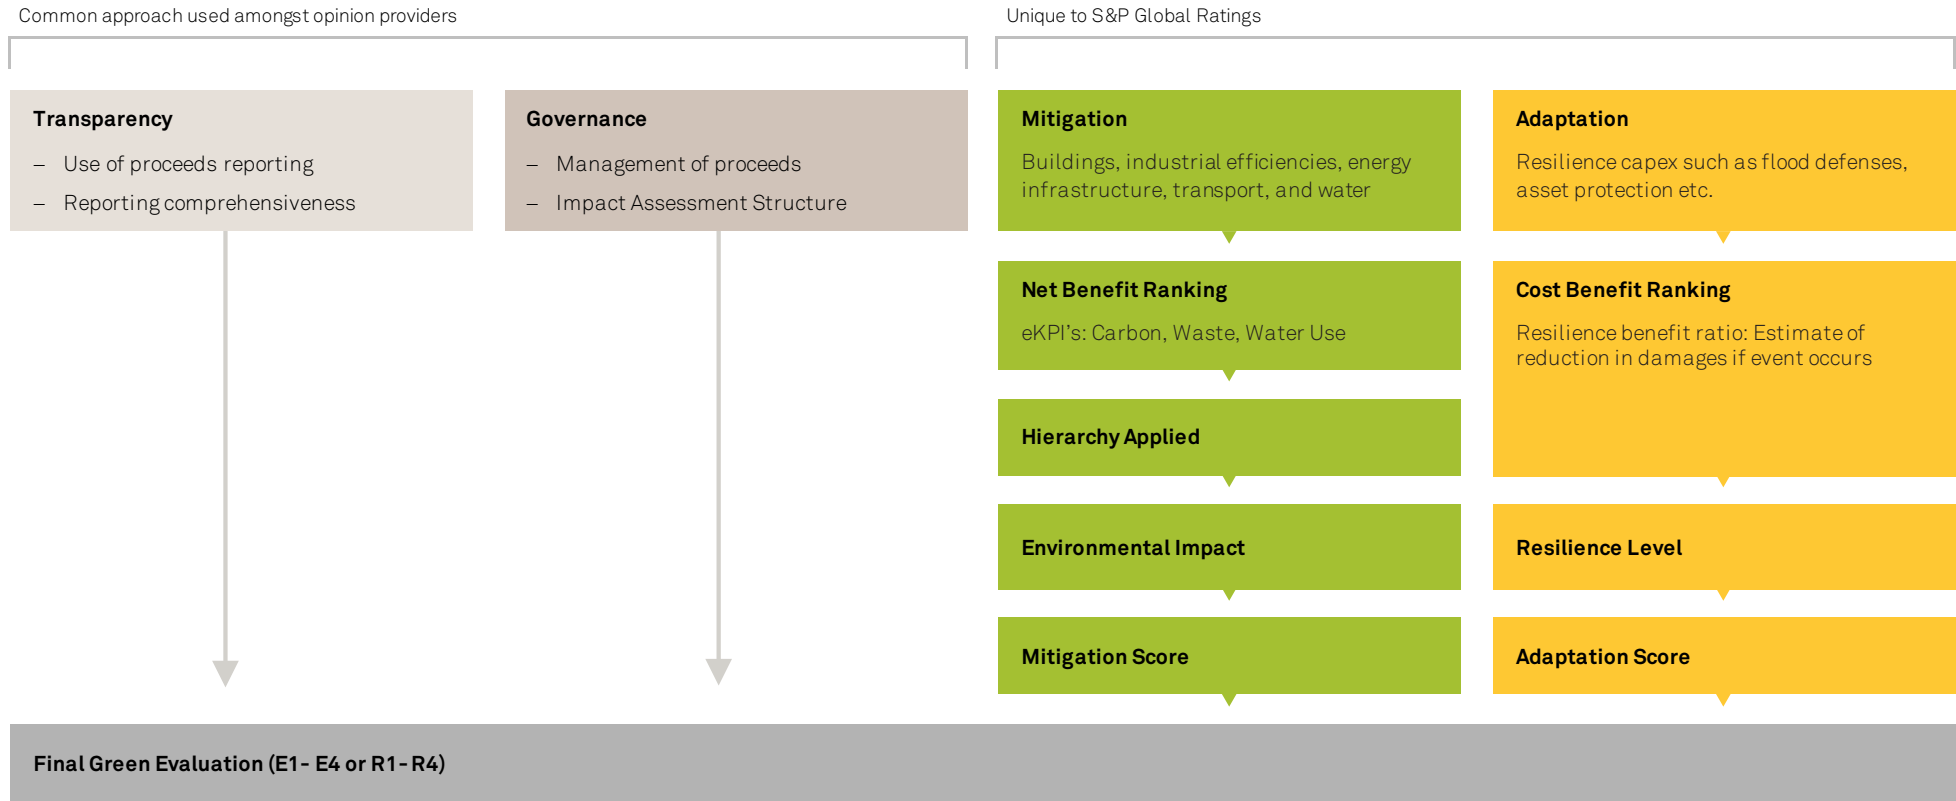 Common approach used amongst opinion providers
Unique to S&P Global Ratings
Transparency
– Use of proceeds reporting
– Reporting comprehensiveness
Governance
– Management of proceeds
– Impact Assessment Structure
Mitigation
Buildings, industrial efficiencies, energy
infrastructure, transport, and water
Adaptation
Resilience capex such as flood defenses,
asset protection etc.
Net Benefit Ranking
eKPI’s: Carbon, Waste, Water Use
Cost Benefit Ranking
Resilience benefit ratio: Estimate of
reduction in damages if event occurs
Hierarchy Applied
Environmental Impact
Resilience Level
Mitigation Score
Adaptation Score
Final Green Evaluation (E1- E4 or R1- R4)